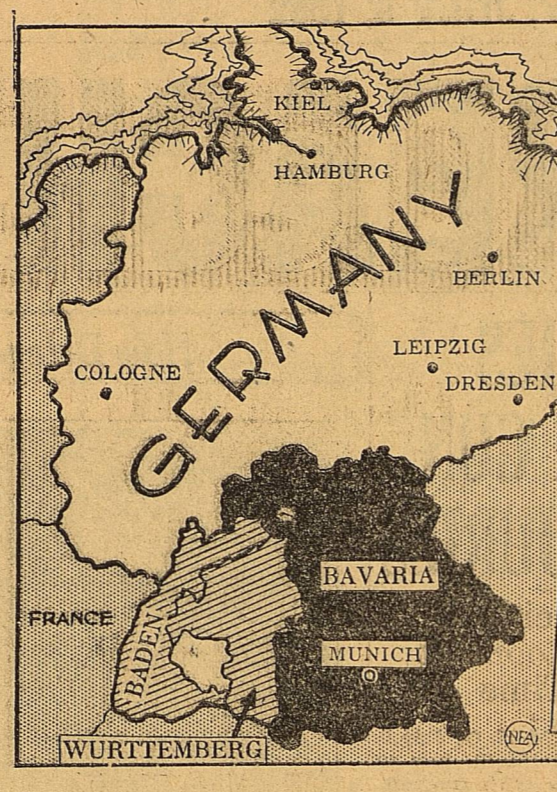 KIEL
HAMBURG
GERMANY
BERLIN
LEIPZIG
DRESDEN
COLOGNE
BAVARIA
FRANCE
BADEN
MUNICH
WURTTEMBERG
NEA